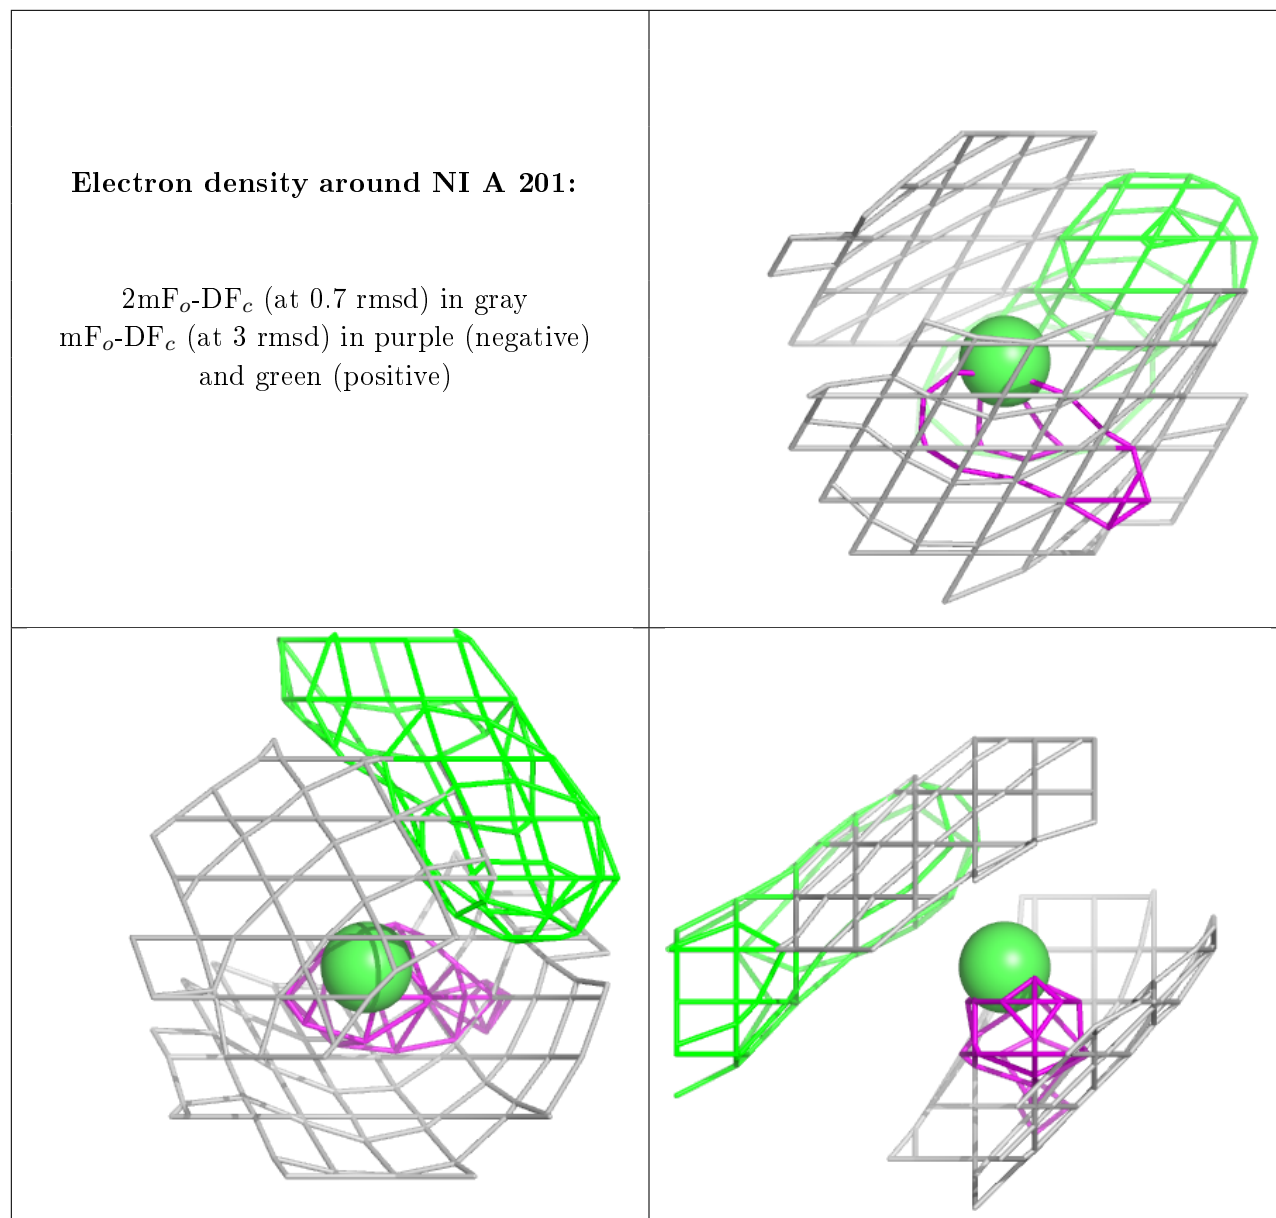 Electron density around NI A 201:
2mFo-DFc (at 0.7 rmsd) in gray
mFo-DFc (at 3 rmsd) in purple (negative)
and green (positive)